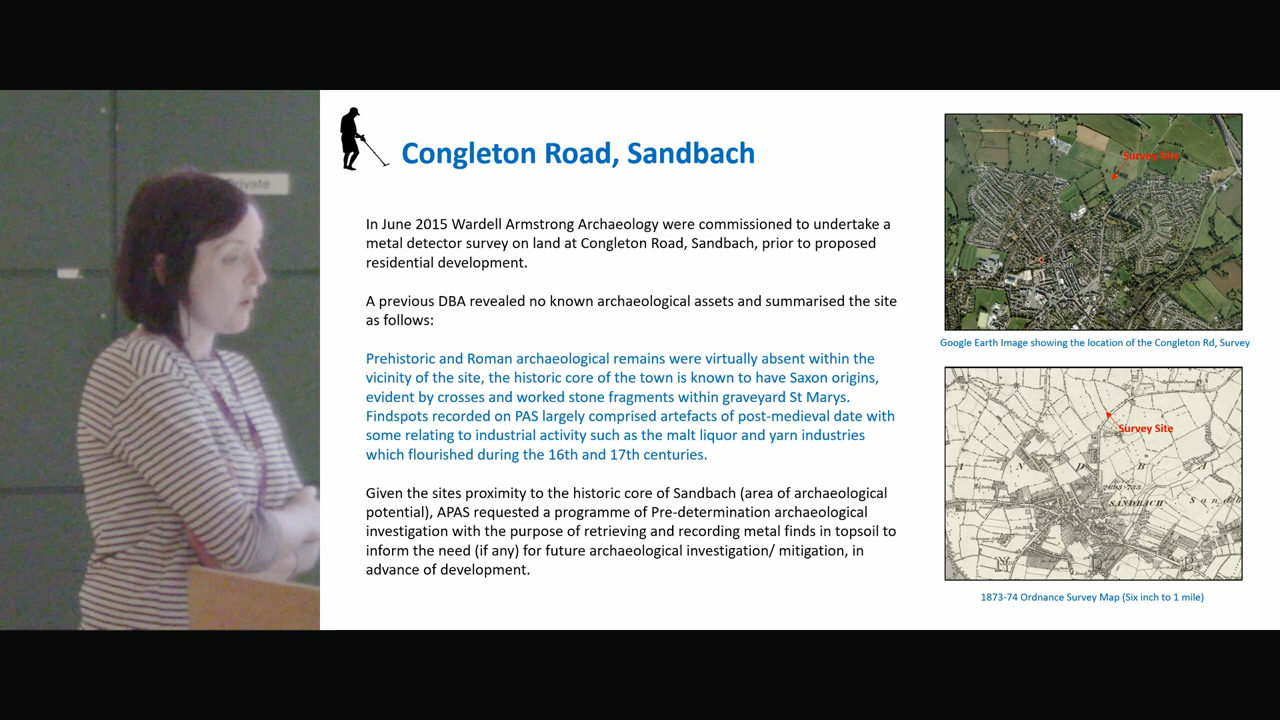 Private
Congleton Road, Sandbach
In June 2015 Wardell Armstrong Archaeology were commissioned to undertake a
metal detector survey on land at Congleton Road, Sandbach, prior to proposed
residential development.
A previous DBA revealed no known archaeological assets and summarised the site
as follows:
Prehistoric and Roman archaeological remains were virtually absent within the
vicinity of the site, the historic core of the town is known to have Saxon origins,
evident by crosses and worked stone fragments within graveyard St Marys.
Findspots recorded on PAS largely comprised artefacts of post-medieval date with
some relating to industrial activity such as the malt liquor and yarn industries
which flourished during the 16th and 17th centuries.
Given the sites proximity to the historic core of Sandbach (area of archaeological
potential), APAS requested a programme of Pre-determination archaeological
investigation with the purpose of retrieving and recording metal finds in topsoil to
inform the need (if any) for future archaeological investigation/ mitigation, in
advance of development.
Survey Site
Google Earth Image showing the location of the Congleton Rd, Survey
Survey Site
SANDBACH
1873-74 Ordnance Survey Map (Six inch to 1 mile)